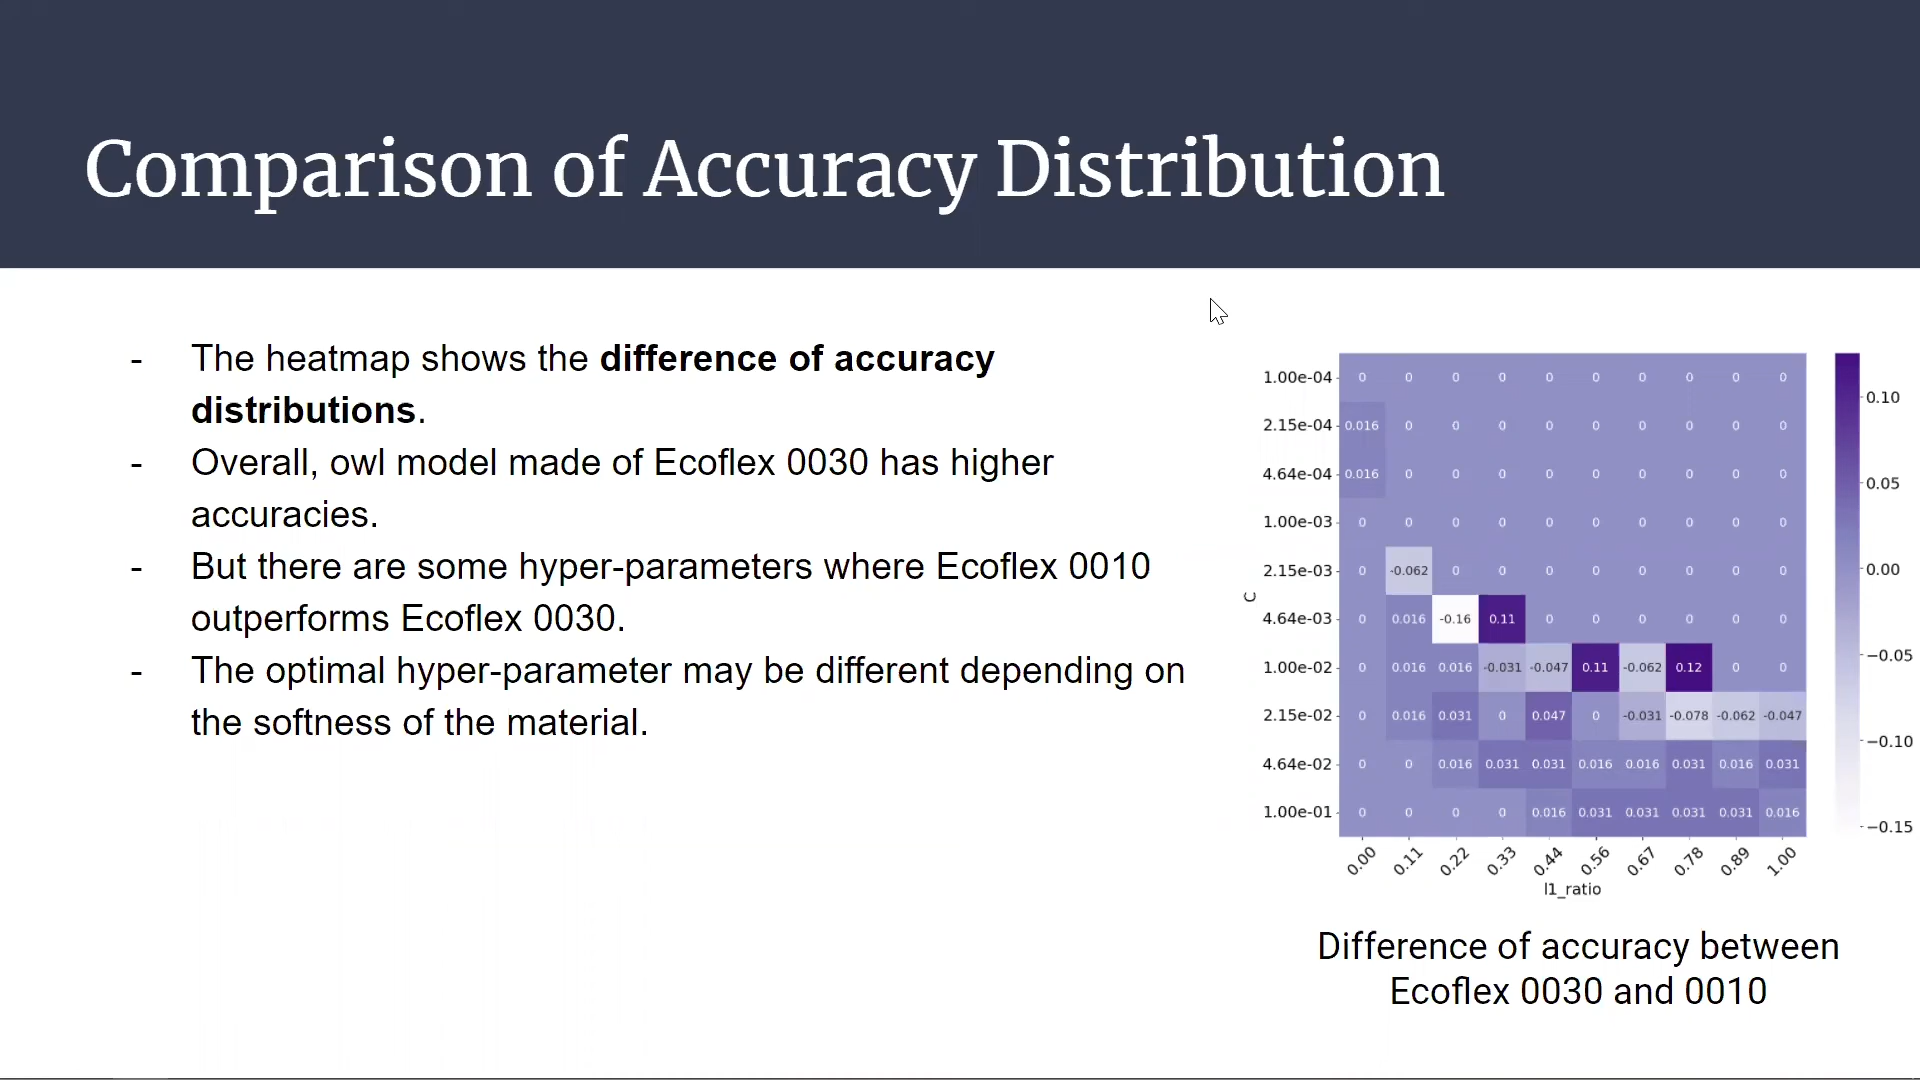 Comparison of Accuracy Distribution
- The heatmap shows the difference of accuracy
distributions.
- Overall, owl model made of Ecoflex 0030 has higher
accuracies.
- But there are some hyper-parameters where Ecoflex 0010
outperforms Ecoflex 0030.
- The optimal hyper-parameter may be different depending on
the softness of the material.
C
1.00e-04 0 0 0 0 0 0 0 0 0 0
2.15e-04 0.016 0 0 0 0 0 0 0 0 0
4.64e-04 0.016 0 0 0 0 0 0 0 0 0
1.00e-03 0 0 0 0 0 0 0 0 0 0
2.15e-03 0 -0.062 0 0 0 0 0 0 0 0
4.64e-03 0 0.016 -0.16 0.11 0 0 0 0 0 0
1.00e-02 0 0.016 0.016 -0.031 -0.047 0.11 -0.062 0.12 0 0
2.15e-02 0 0.016 0.031 0 0.047 0 -0.031 -0.078 -0.062 -0.047
4.64e-02 0 0 0.016 0.031 0.031 0.016 0.016 0.031 0.016 0.031
1.00e-01 0 0 0 0 0.016 0.031 0.031 0.031 0.031 0.016
0.00 0.11 0.22 0.33 0.44 0.56 0.67 0.78 0.89 1.00
l1_ratio
0.10
0.05
0.00
−0.05
−0.10
−0.15
Difference of accuracy between
Ecoflex 0030 and 0010